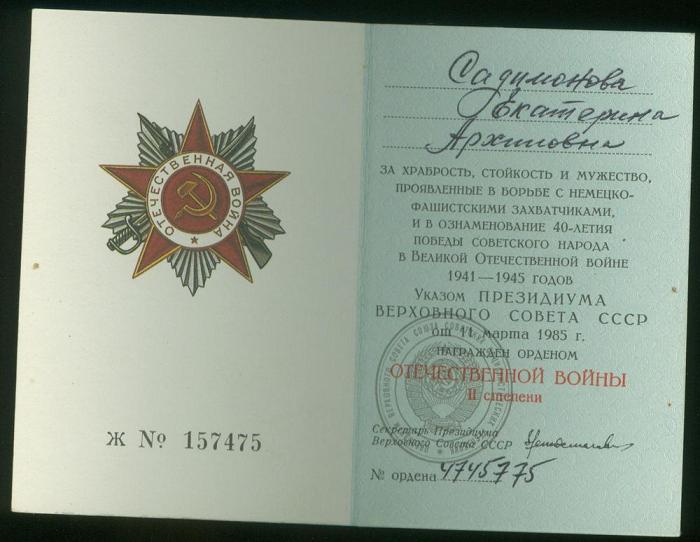 ОТЕЧЕСТВЕННАЯ ВОЙНА
Ж № 157475
Садимонова
Екатерина
Архиповна
ЗА ХРАБРОСТЬ, СТОЙКОСТЬ И МУЖЕСТВО,
ПРОЯВЛЕННЫЕ В БОРЬБЕ С НЕМЕЦКО-
ФАШИСТСКИМИ ЗАХВАТЧИКАМИ,
И В ОЗНАМЕНОВАНИЕ 40-ЛЕТИЯ
ПОБЕДЫ СОВЕТСКОГО НАРОДА
В ВЕЛИКОЙ ОТЕЧЕСТВЕННОЙ ВОЙНЕ
1941—1945 ГОДОВ
УКАЗОМ ПРЕЗИДИУМА
ВЕРХОВНОГО СОВЕТА СССР
от 11 марта 1985 г.
НАГРАЖДЕН ОРДЕНОМ
ОТЕЧЕСТВЕННОЙ ВОЙНЫ
II степени
Секретарь Президиума
Верховного Совета СССР
№ ордена 4745775